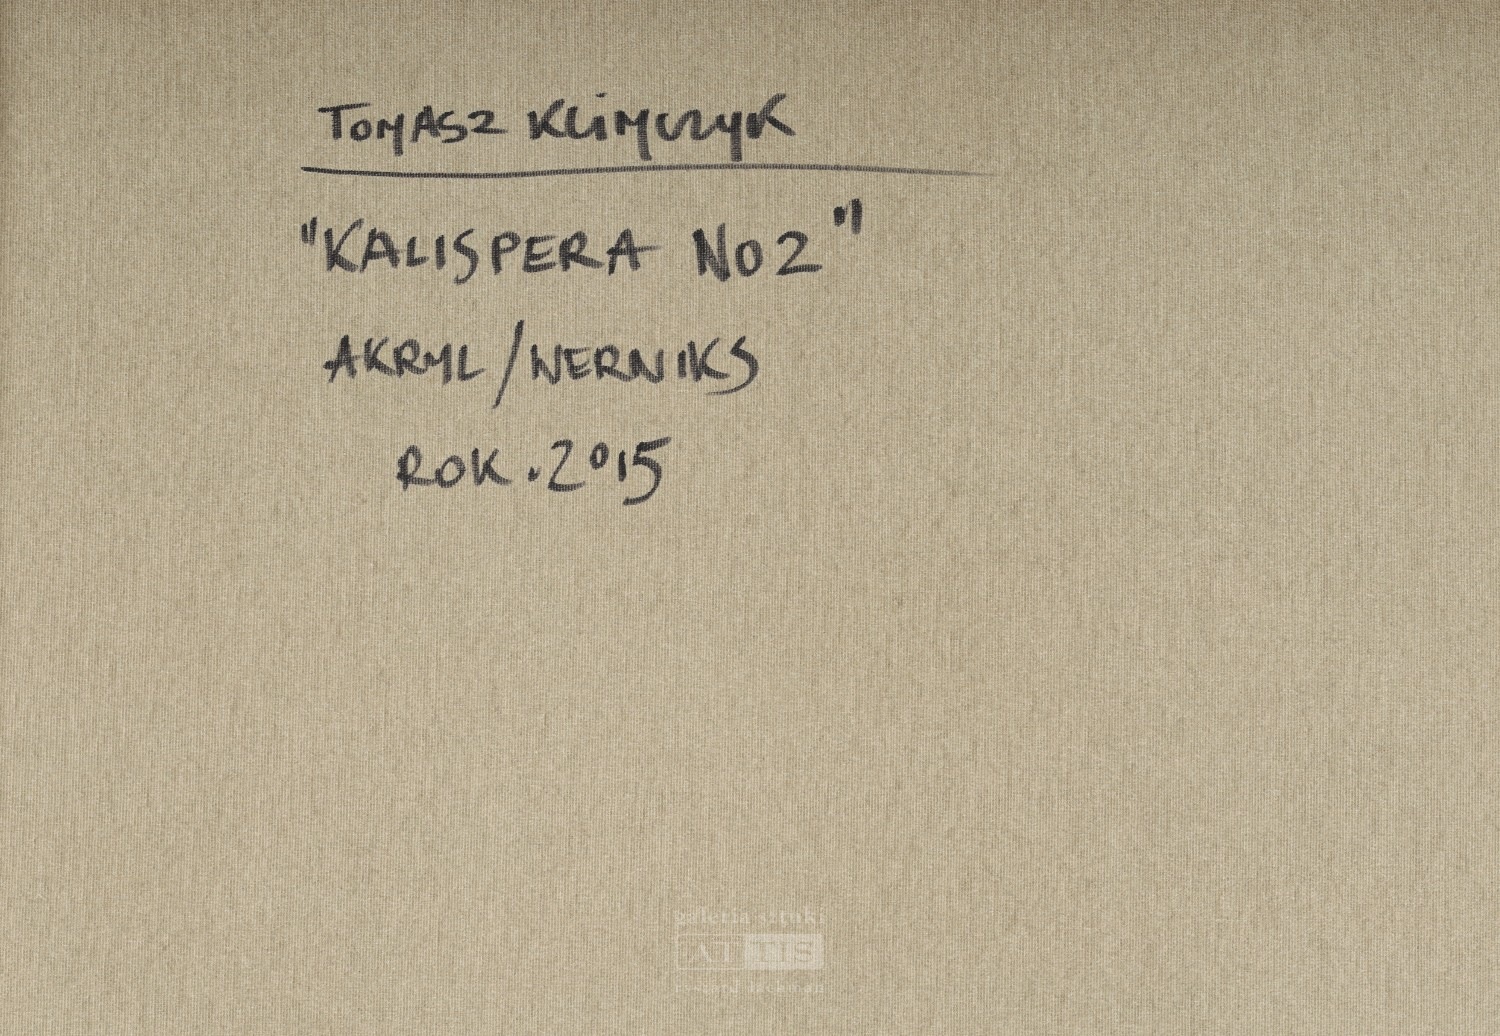 Tomasz Klimczyk
"KALISPERA No2"
AKRYL/WERNIKS
ROK.2015
galeria sztuki
ATTIS